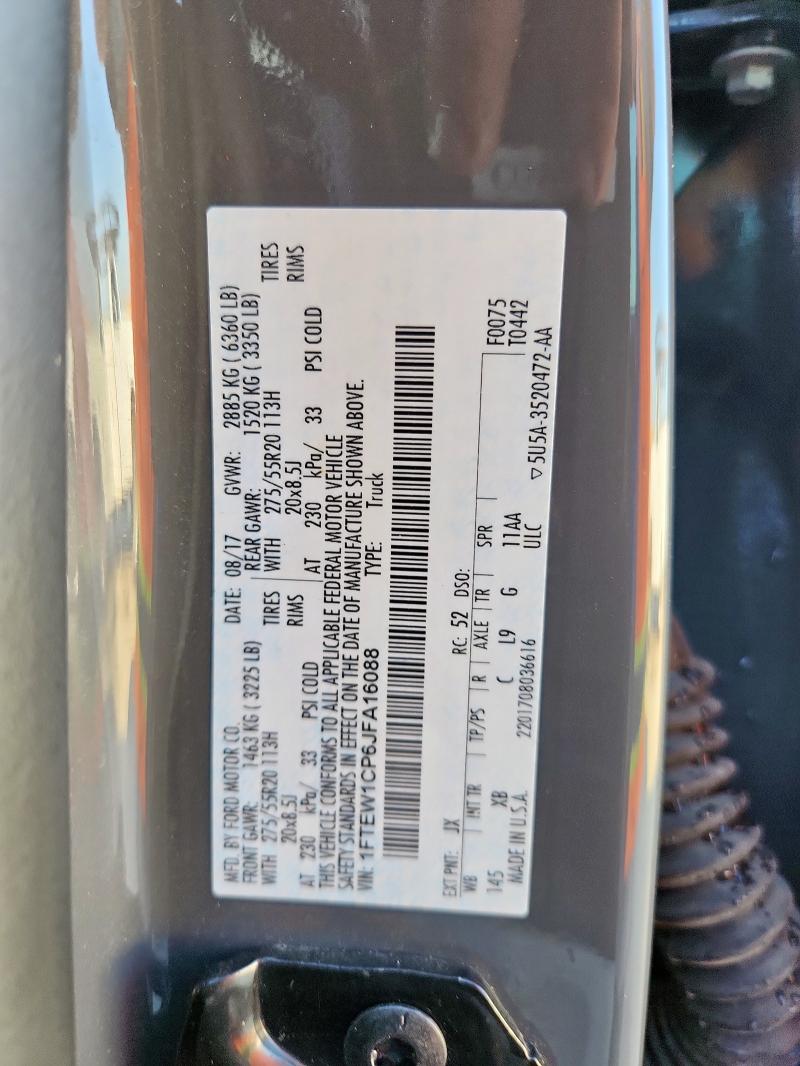 MFD. BY FORD MOTOR CO. DATE: 08/17 GVWR: 2885 KG ( 6360 LB)
FRONT GAWR: 1463 KG ( 3225 LB) REAR GAWR: 1520 KG ( 3350 LB)
WITH 275/55R20 113H TIRES WITH 275/55R20 113H TIRES
20x8.5J RIMS 20x8.5J RIMS
AT 230 kPa/ 33 PSI COLD AT 230 kPa/ 33 PSI COLD
THIS VEHICLE CONFORMS TO ALL APPLICABLE FEDERAL MOTOR VEHICLE
SAFETY STANDARDS IN EFFECT ON THE DATE OF MANUFACTURE SHOWN ABOVE.
VIN: 1FTEW1CP6JFA16088 TYPE: Truck
EXT PNT: JX RC: 52 DSO:
WB INT TR TP/PS R AXLE TR SPR F0075
145 XB C L9 G 11AA T0442
MADE IN U.S.A. 2201708036616 ULC
▽5U5A-3520472-AA